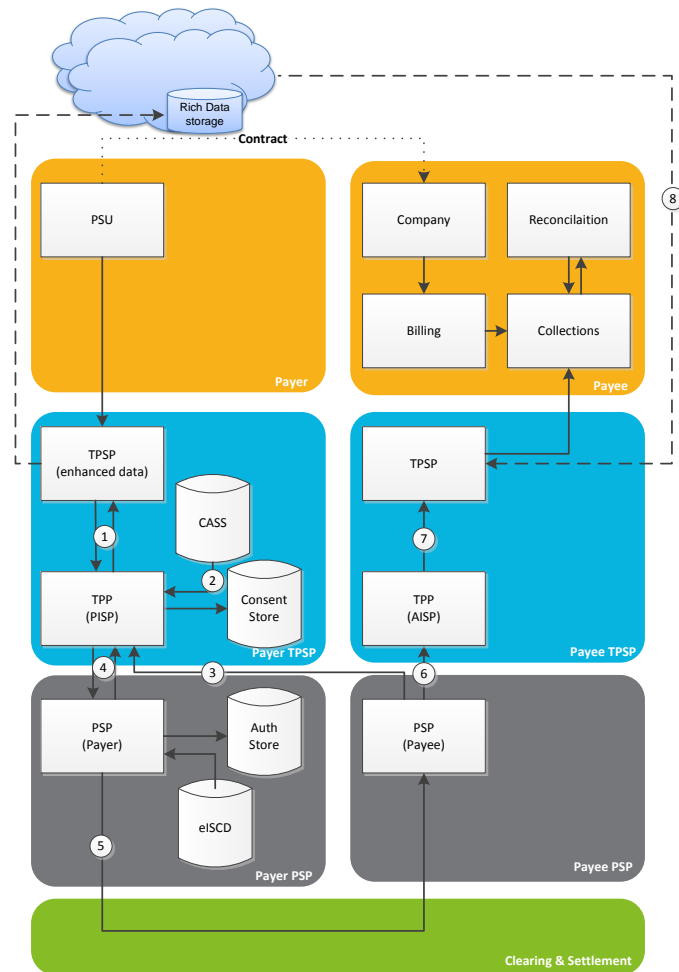 Rich Data
storage
Contract
8
PSU
Company
Reconcilaition
Billing
Collections
Payer
Payee
TPSP
(enhanced data)
TPSP
CASS
1
7
2
TPP
(PISP)
Consent
Store
TPP
(AISP)
Payer TPSP
Payee TPSP
4
3
6
PSP
(Payer)
Auth
Store
PSP
(Payee)
eISCD
5
Payer PSP
Payee PSP
Clearing & Settlement